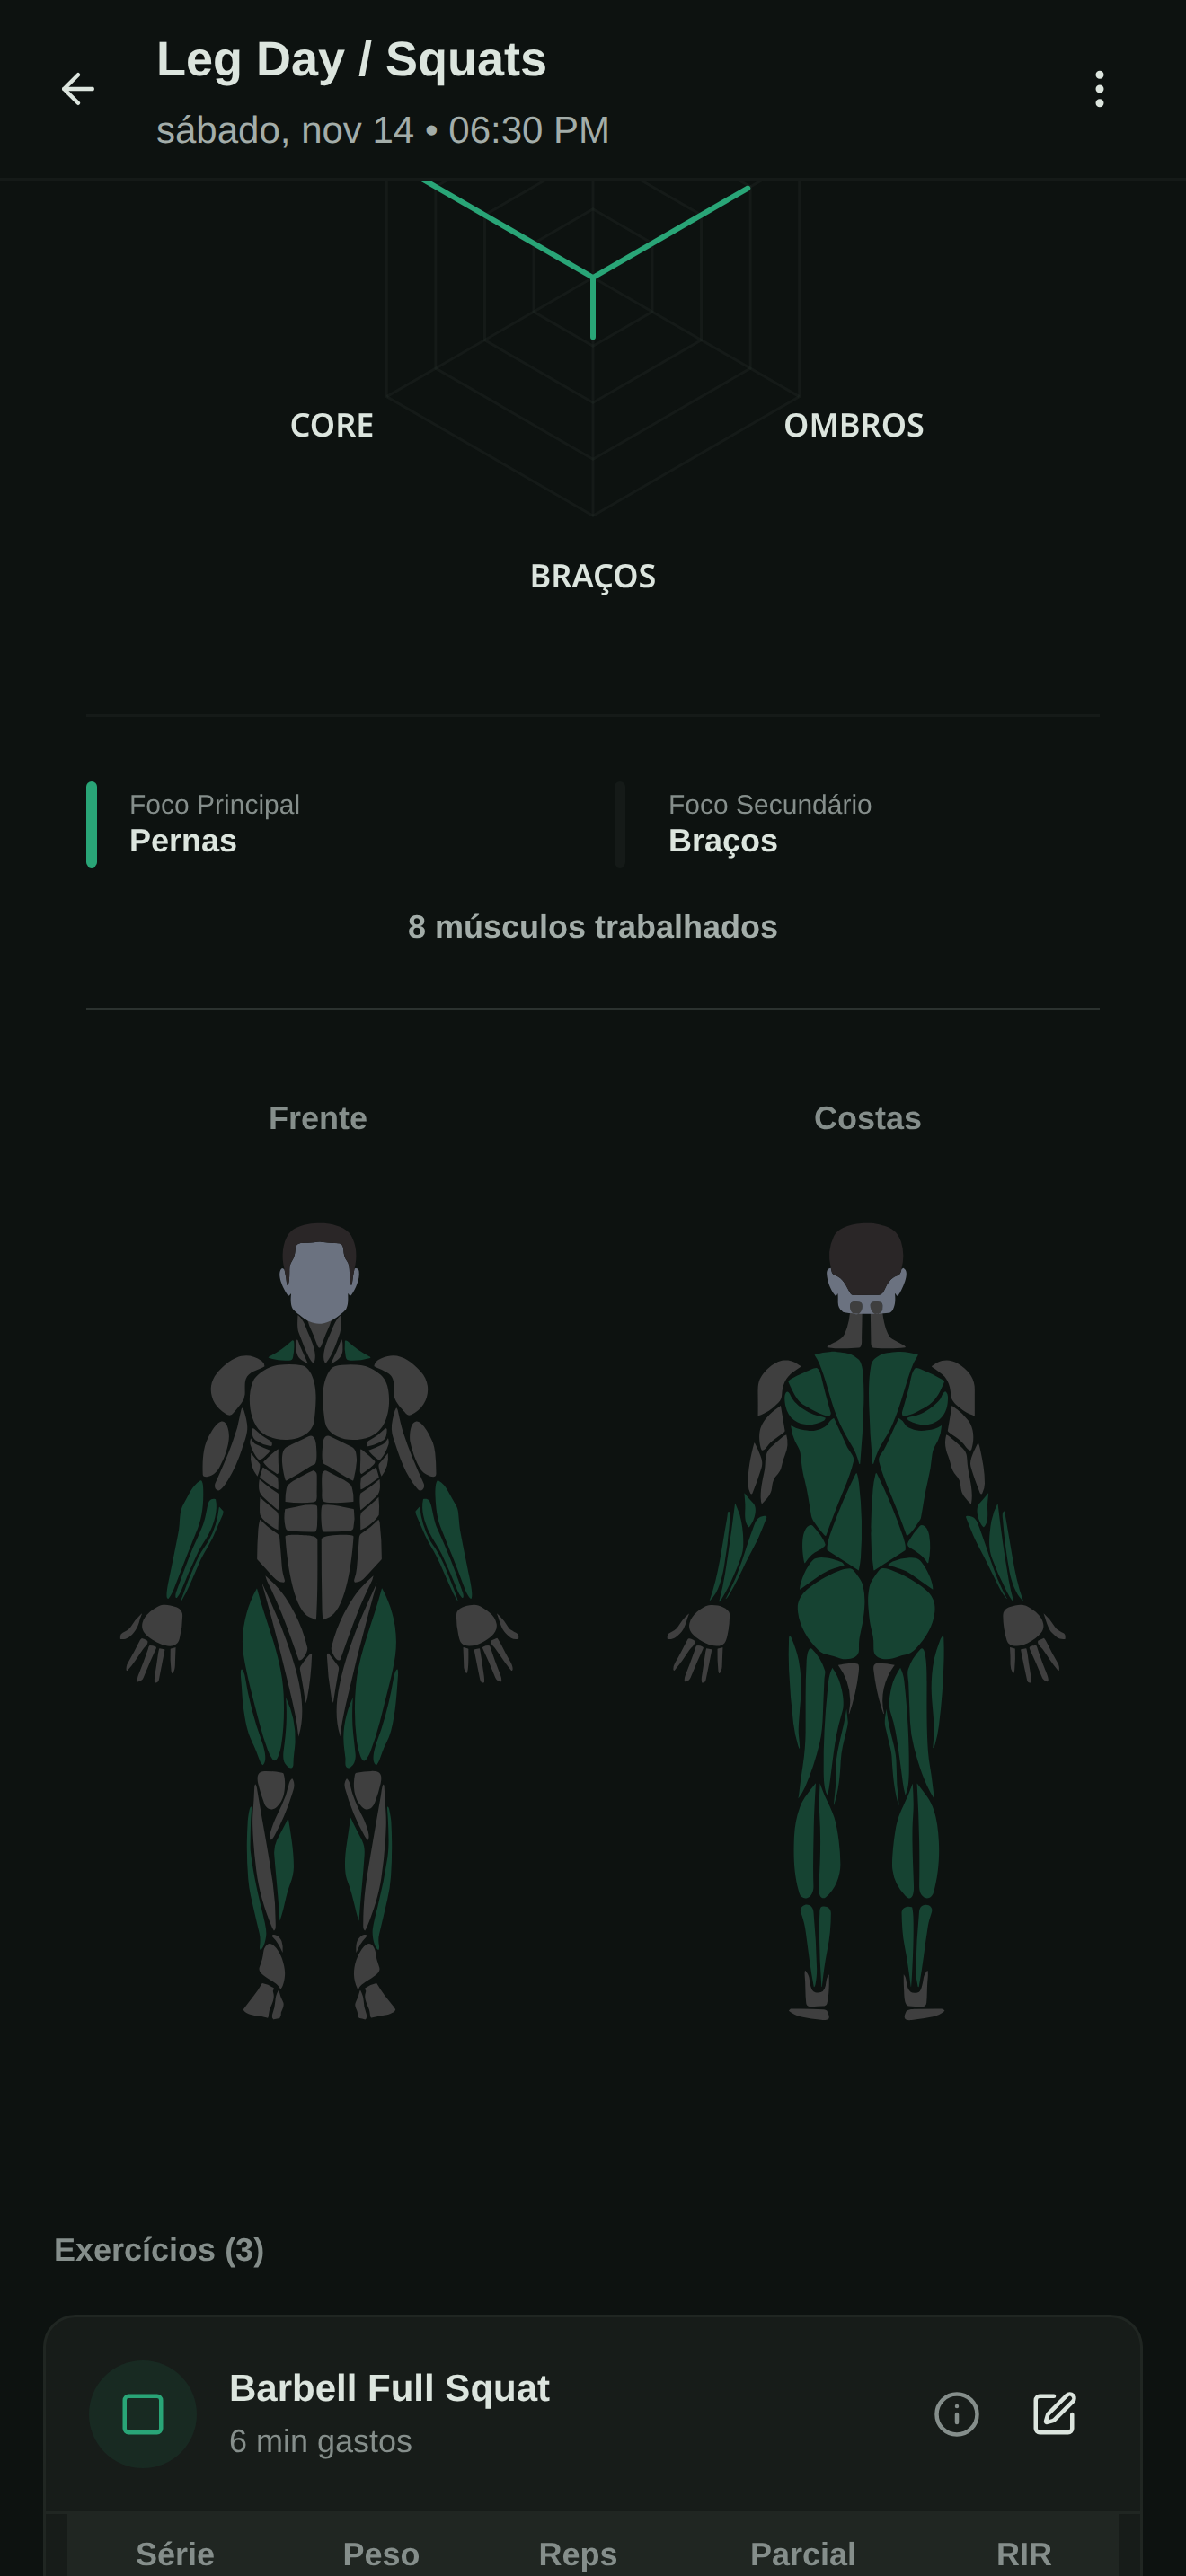 Leg Day / Squats
sábado, nov 14 • 06:30 PM
CORE
OMBROS
BRAÇOS
Foco Principal
Pernas
Foco Secundário
Braços
8 músculos trabalhados
Frente
Costas
Exercícios (3)
Barbell Full Squat
6 min gastos
Série Peso Reps Parcial RIR